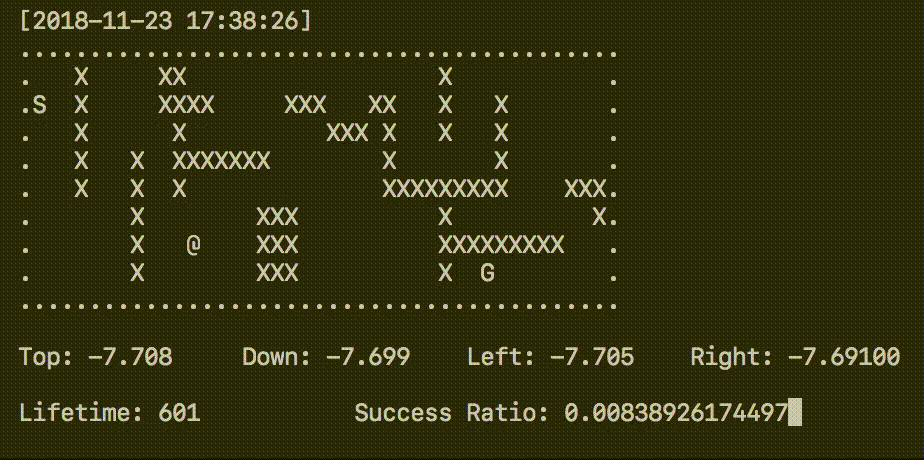 [2018-11-23 17:38:26]
...........................................
.   X     XX                  X           .
.S  X     XXXX     XXX   XX   X   X       .
.   X      X          XXX X   X   X       .
.   X   X  XXXXXXX        X       X       .
.   X   X  X              XXXXXXXXX    XXX.
.       X        XXX          X          X.
.       X   @    XXX          XXXXXXXXX   .
.       X        XXX          X  G        .
...........................................
Top: -7.708     Down: -7.699    Left: -7.705    Right: -7.69100
Lifetime: 601           Success Ratio: 0.00838926174497